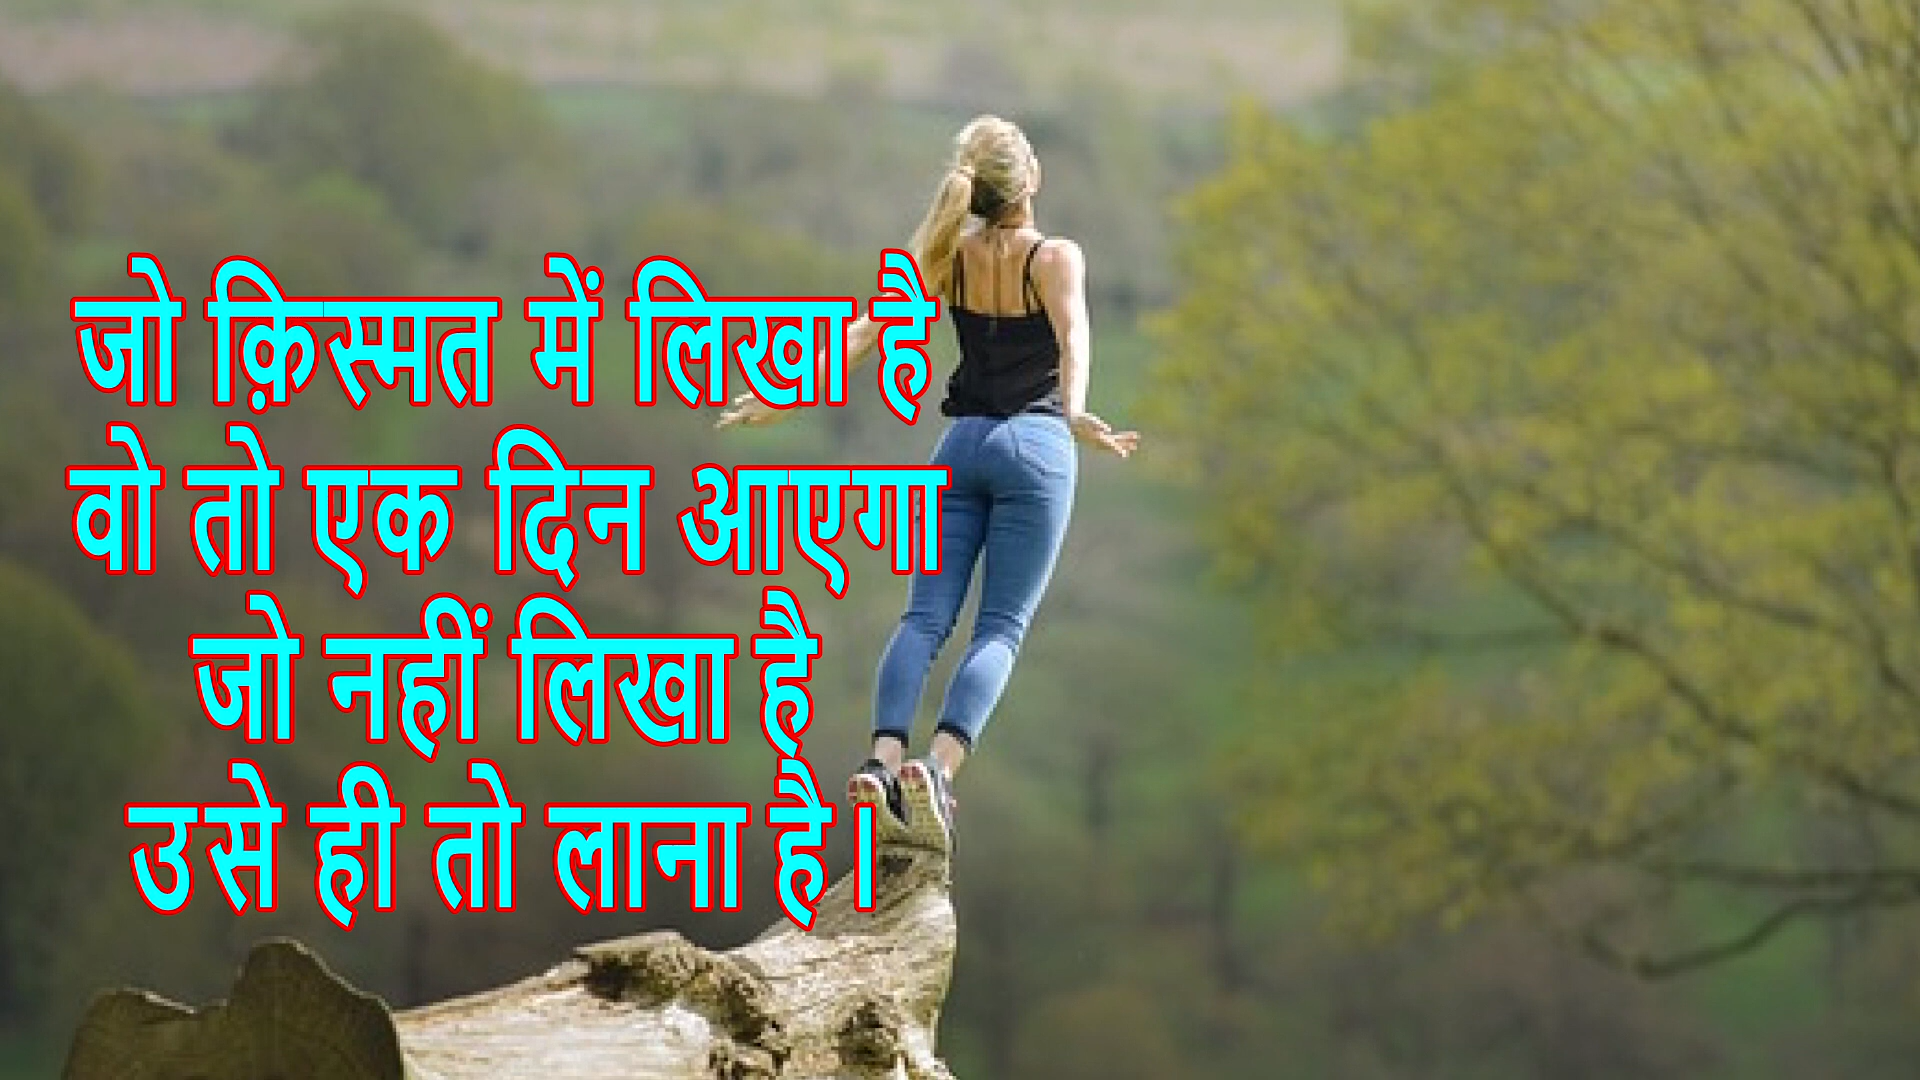 जो क़िस्मत में लिखा है
वो तो एक दिन आएगा
जो नहीं लिखा है
उसे ही तो लाना है।